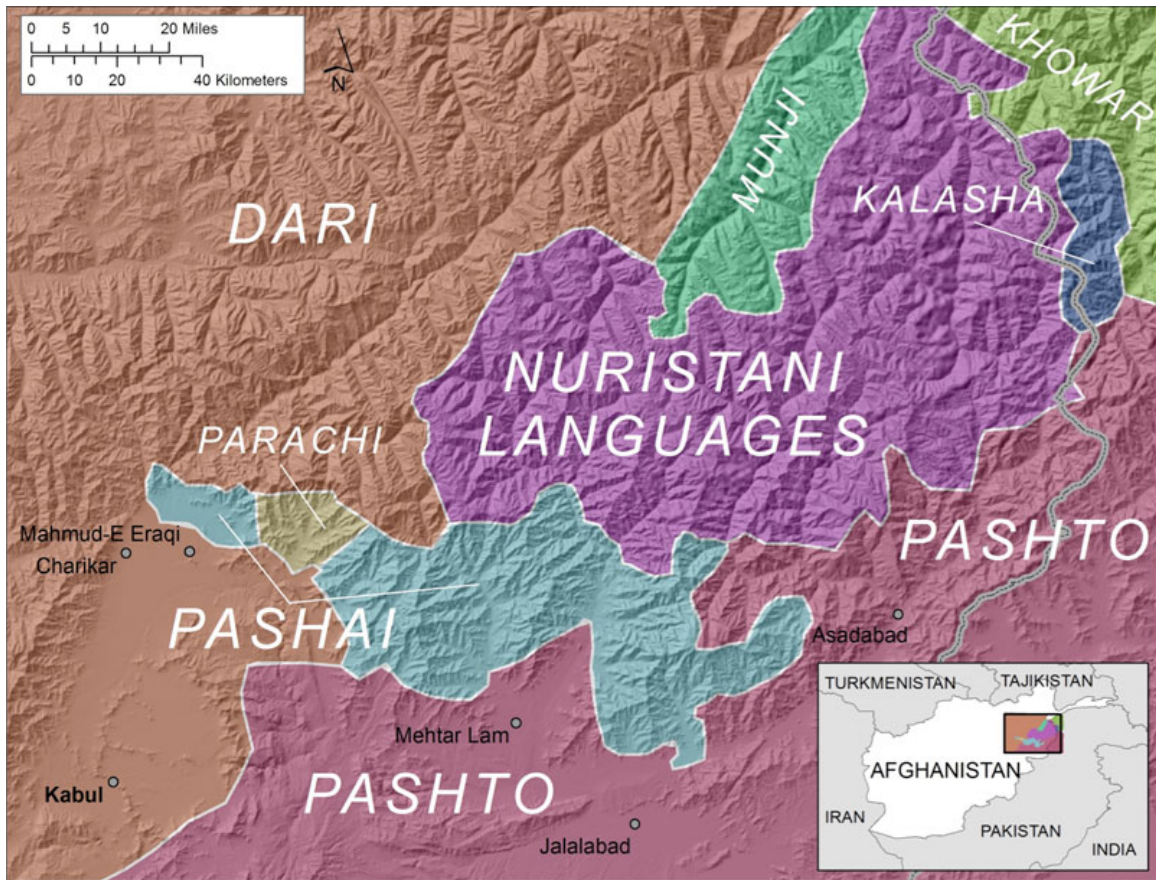 0 5 10 20 Miles
0 10 20 40 Kilometers
N
KHOWAR
MUNJI
KALASHA
DARI
NURISTANI
LANGUAGES
PARACHI
Mahmud-E Eraqi
Charikar
PASHTO
PASHAI
Asadabad
Mehtar Lam
Kabul
PASHTO
Jalalabad
TURKMENISTAN
TAJIKISTAN
AFGHANISTAN
IRAN
PAKISTAN
INDIA